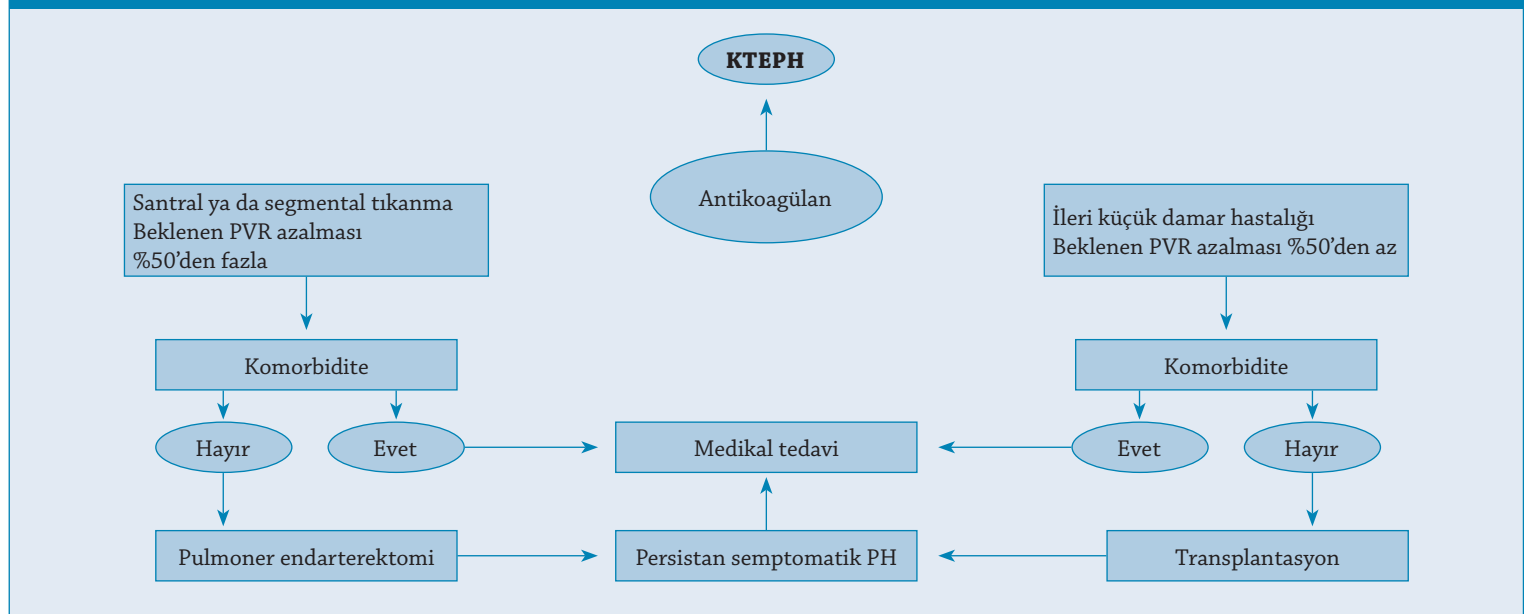 KTEPH
Antikoagülan
Santral ya da segmental tıkanma
Beklenen PVR azalması
%50’den fazla
İleri küçük damar hastalığı
Beklenen PVR azalması %50’den az
Komorbidite
Komorbidite
Hayır
Evet
Medikal tedavi
Evet
Hayır
Pulmoner endarterektomi
Persistan semptomatik PH
Transplantasyon